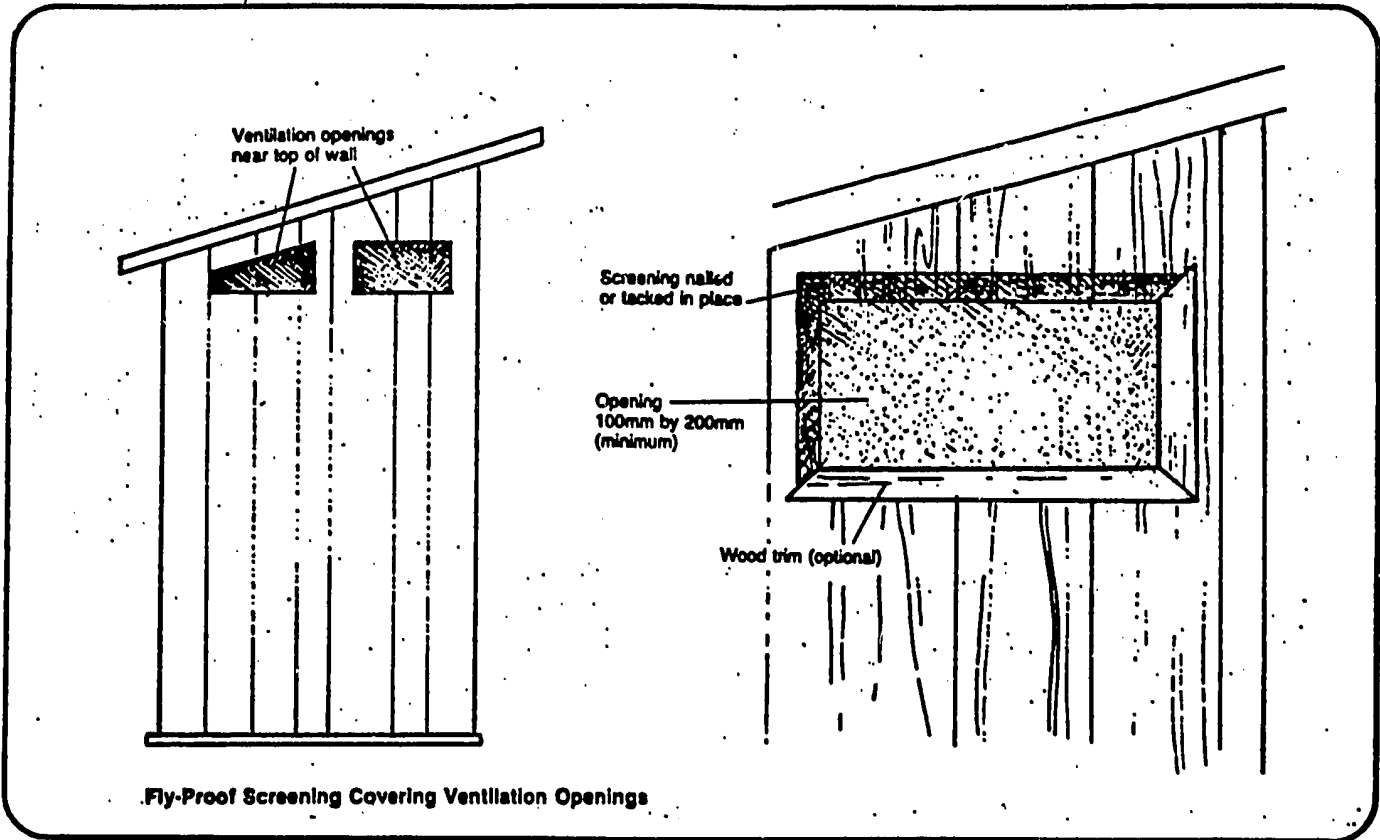 Ventilation openings
near top of wall
Screening nailed
or tacked in place
Opening
100mm by 200mm
(minimum)
Wood trim (optional)
Fly-Proof Screening Covering Ventilation Openings